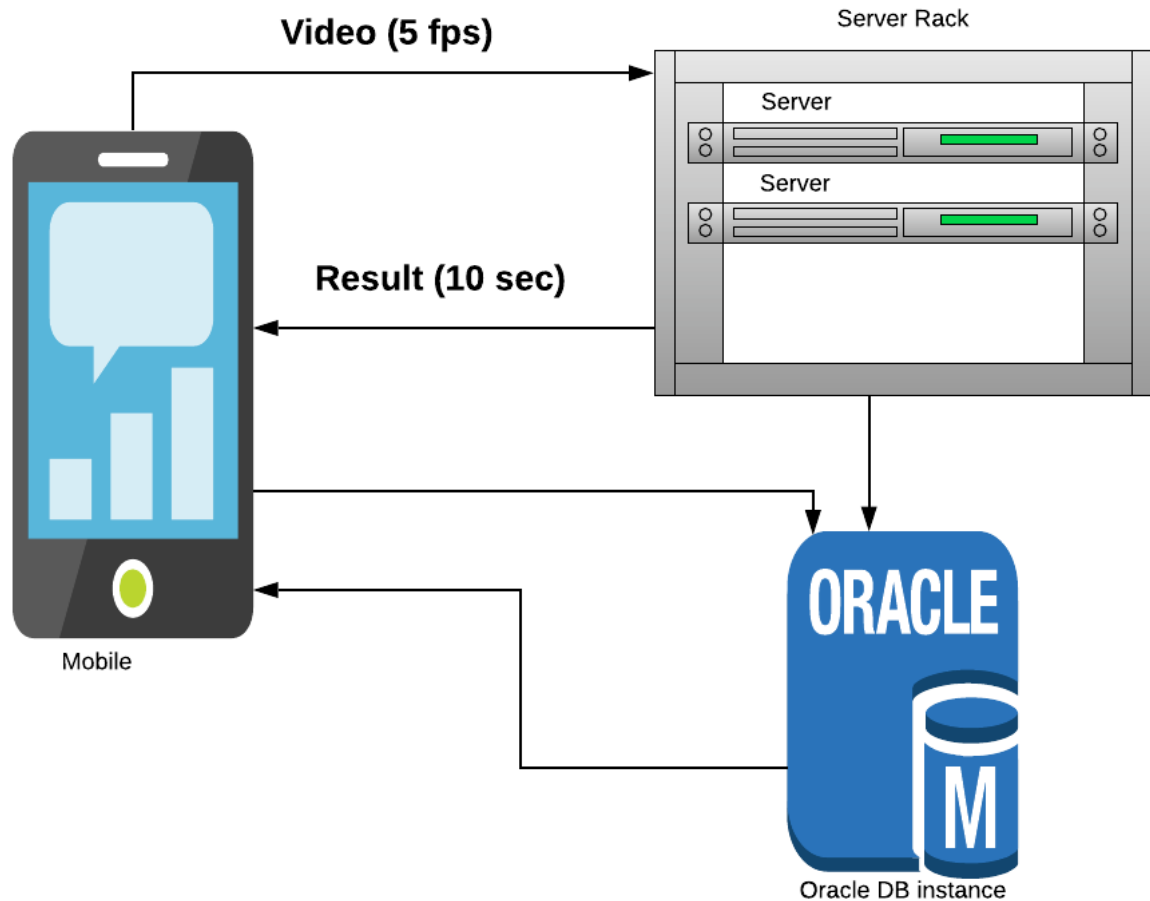 Server Rack
Video (5 fps)
Server
Server
Result (10 sec)
ORACLE
Mobile
M
Oracle DB instance